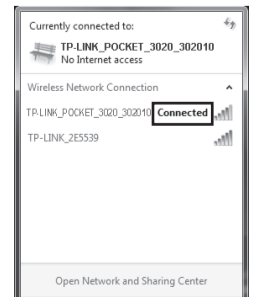 Currently connected to:
TP-LINK_POCKET_3020_302010
No Internet access
Wireless Network Connection
TP-LINK_POCKET_3020_302010 Connected
TP-LINK_2E5539
Open Network and Sharing Center